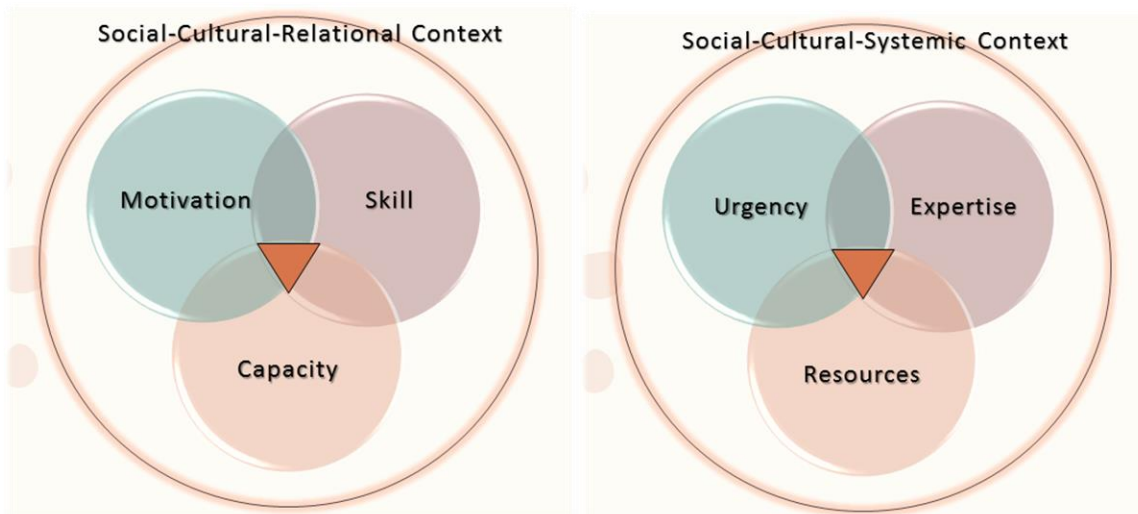 Social-Cultural-Relational Context
Motivation
Skill
Capacity
Social-Cultural-Systemic Context
Urgency
Expertise
Resources